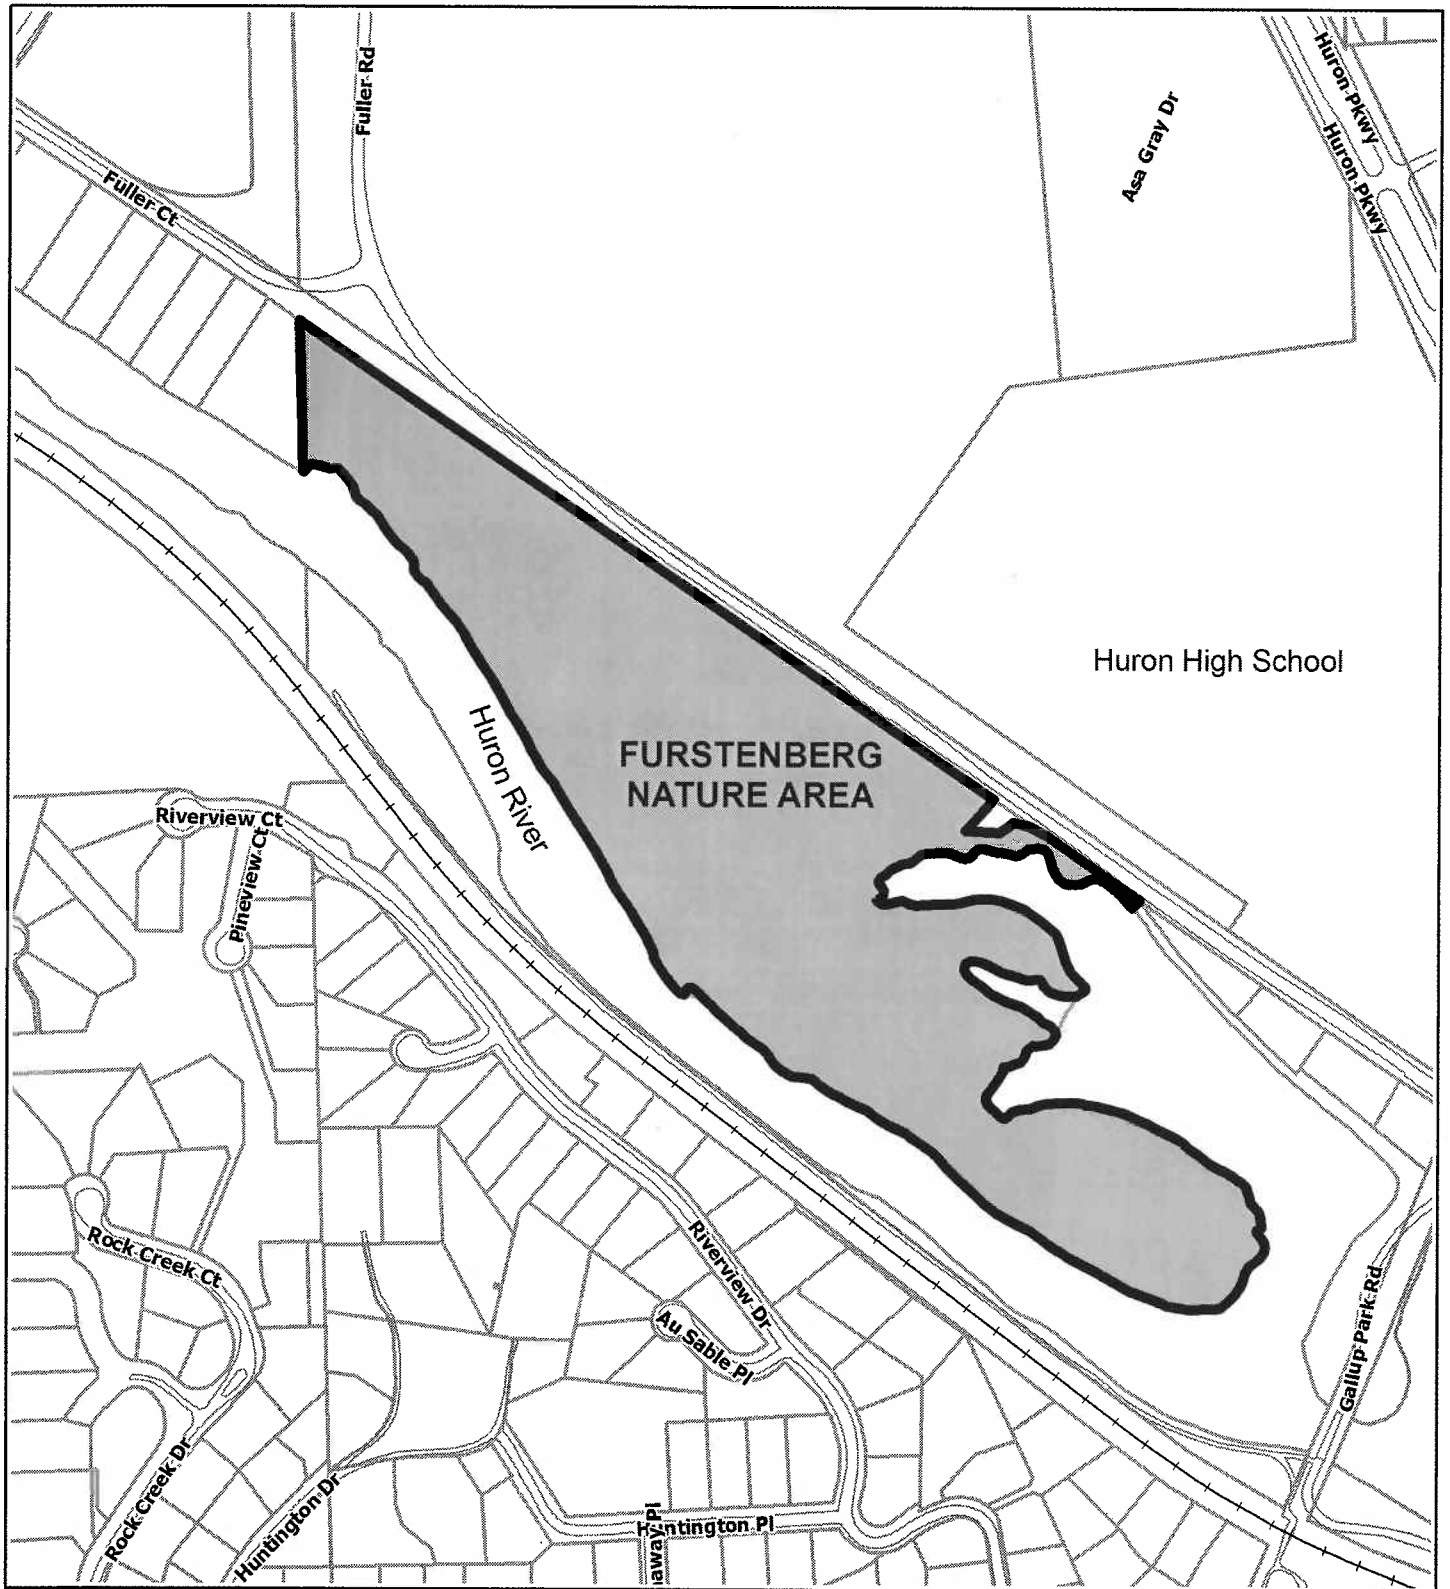 Fuller Rd
Huron Pkwy
Huron Pkwy
Asa Gray Dr
Fuller Ct
Huron High School
Huron River
FURSTENBERG
NATURE AREA
Riverview Ct
Pineview Ct
Rock Creek Ct
Riverview Dr
Au Sable Pl
Gallup Park Rd
Rock Creek Dr
Huntington Dr
Huntington Pl